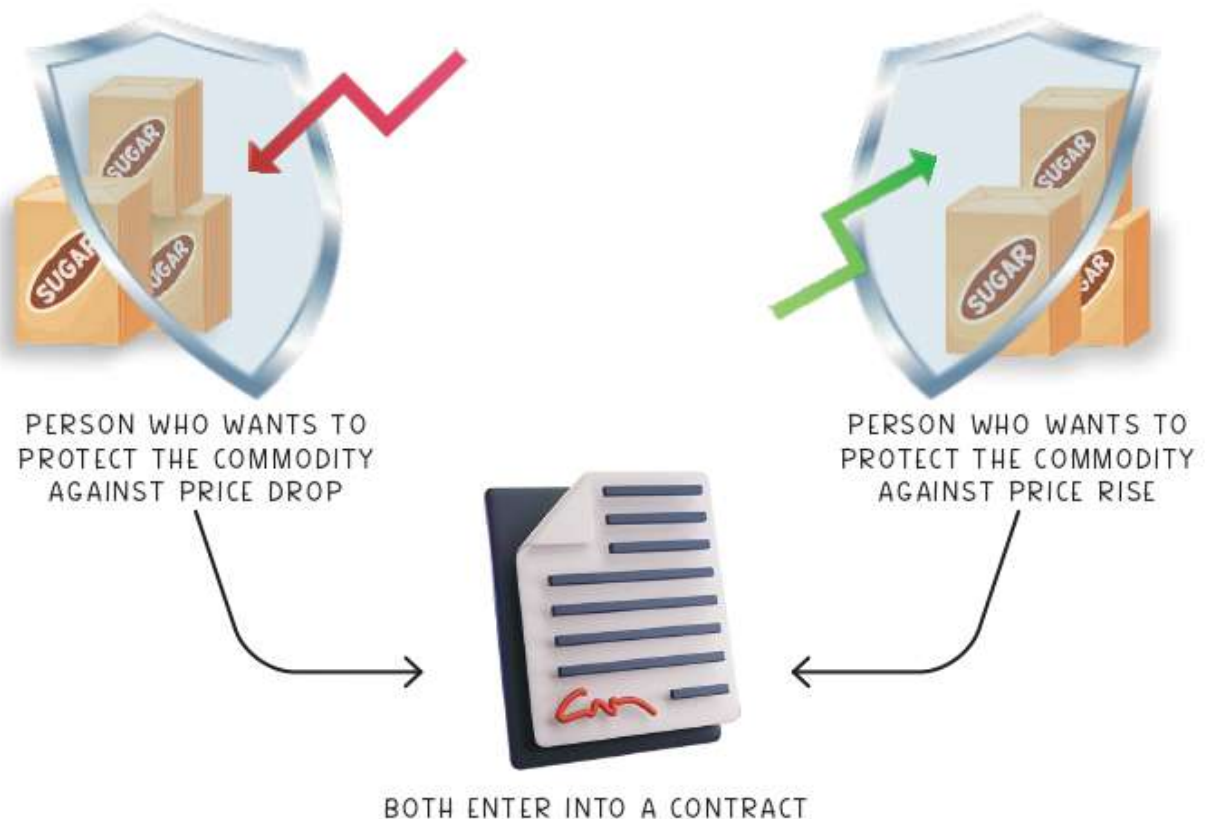 SUGAR
SUGAR
SUGAR
SUGAR
SUGAR
GAR
PERSON WHO WANTS TO
PROTECT THE COMMODITY
AGAINST PRICE DROP
PERSON WHO WANTS TO
PROTECT THE COMMODITY
AGAINST PRICE RISE
BOTH ENTER INTO A CONTRACT